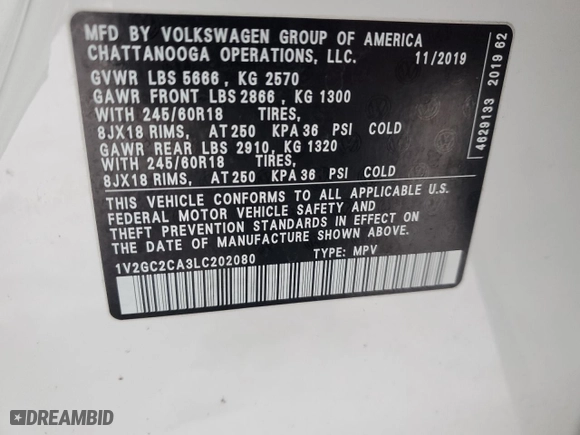 MFD BY VOLKSWAGEN GROUP OF AMERICA
CHATTANOOGA OPERATIONS, LLC. 11/2019
GVWR LBS 5666 , KG 2570
GAWR FRONT LBS 2866 , KG 1300
WITH 245/60R18 TIRES,
8JX18 RIMS, AT 250 KPA 36 PSI COLD
GAWR REAR LBS 2910, KG 1320
WITH 245/60R18 TIRES,
8JX18 RIMS, AT 250 KPA 36 PSI COLD
THIS VEHICLE CONFORMS TO ALL APPLICABLE U.S.
FEDERAL MOTOR VEHICLE SAFETY AND
THEFT PREVENTION STANDARDS IN EFFECT ON
THE DATE OF MANUFACTURE SHOWN ABOVE.
1V2GC2CA3LC202080 TYPE: MPV
4629133 2019 62
DREAMBID